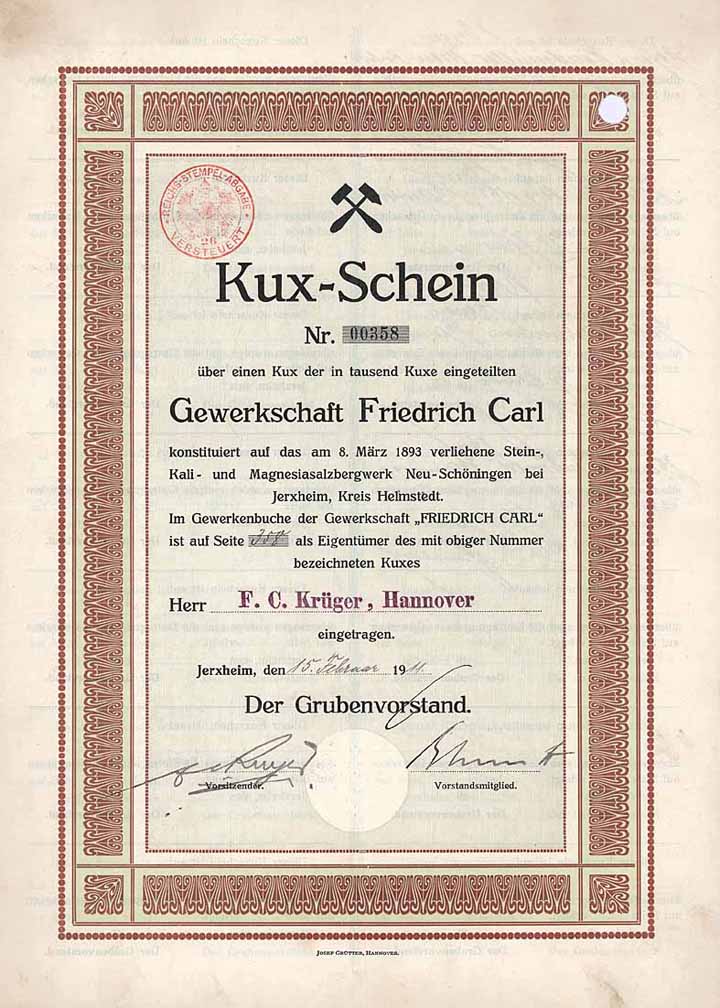 REICHS-STEMPEL-ABGABE
26
VERSTEUERT
Kux-Schein
Nr. 00358
über einen Kux der in tausend Kuxe eingeteilten
Gewerkschaft Friedrich Carl
konstituiert auf das am 8. März 1893 verliehene Stein-,
Kali- und Magnesiasalzbergwerk Neu-Schöningen bei
Jerxheim, Kreis Helmstedt.
Im Gewerkenbuche der Gewerkschaft „FRIEDRICH CARL“
ist auf Seite 358 als Eigentümer des mit obiger Nummer
bezeichneten Kuxes
Herr F. C. Krüger, Hannover
eingetragen.
Jerxheim, den 15. Februar 1911.
Der Grubenvorstand.
Vorsitzender.
Vorstandsmitglied.
JOSEF GRÜTTER, HANNOVER.